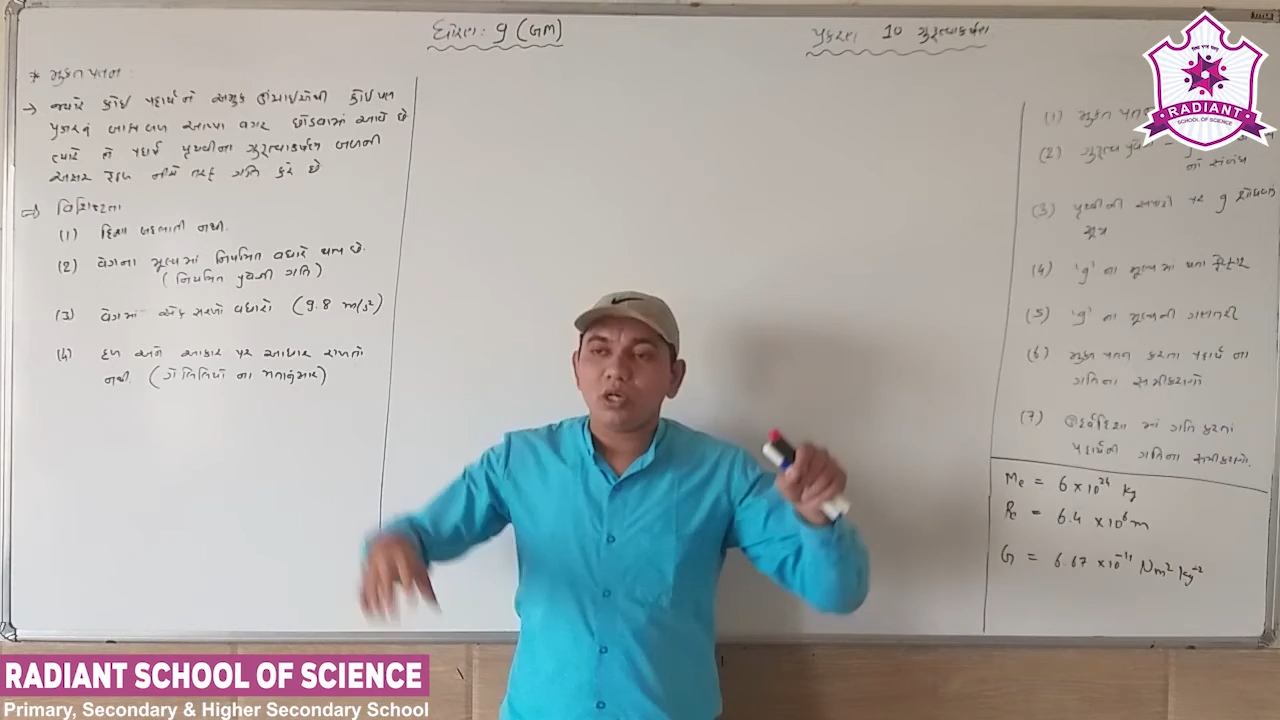 ધોરણ : 9 (GM)
પ્રકરણ 10 ગુરુત્વાકર્ષણ
* મુક્ત પતન :
→ જ્યારે કોઈ પદાર્થને અમુક ઊંચાઈએથી કોઈ પણ
પ્રકારનું બાહ્ય બળ આપ્યા વગર છોડવામાં આવે છે
ત્યારે તે પદાર્થ પૃથ્વીના ગુરુત્વાકર્ષણ બળની
અસર હેઠળ નીચે તરફ ગતિ કરે છે
⇒ વિશિષ્ટતા
(1) દિશા બદલાતી નથી.
(2) વેગના મૂલ્યમાં નિયમિત વધારો થાય છે.
(નિયમિત પ્રવેગી ગતિ)
(3) વેગમાં એક સરખો વધારો (9.8 m/s²)
(4) દળ અને આકાર પર આધાર રાખતો
નથી. (ગેલિલિયો ના મતાનુસાર)
(1) મુક્ત પતન
(2) ગુરુત્વ પ્રવેગ –
નો સંબંધ
(3) પૃથ્વીની સપાટી પર g શોધવાનું
સૂત્ર
(4) 'g' ના મૂલ્યમાં થતા ફેરફાર
(5) 'g' ના મૂલ્યની ગણતરી
(6) મુક્ત પતન કરતા પદાર્થ ના
ગતિના સમીકરણો
(7) ઊર્ધ્વદિશા માં ગતિ કરતાં
પદાર્થની ગતિના સમીકરણો.
Me = 6 × 10²⁴ kg
Re = 6.4 × 10⁶ m
G = 6.67 × 10⁻¹¹ Nm² kg⁻²
RADIANT
SCHOOL OF SCIENCE
RADIANT SCHOOL OF SCIENCE
Primary, Secondary & Higher Secondary School